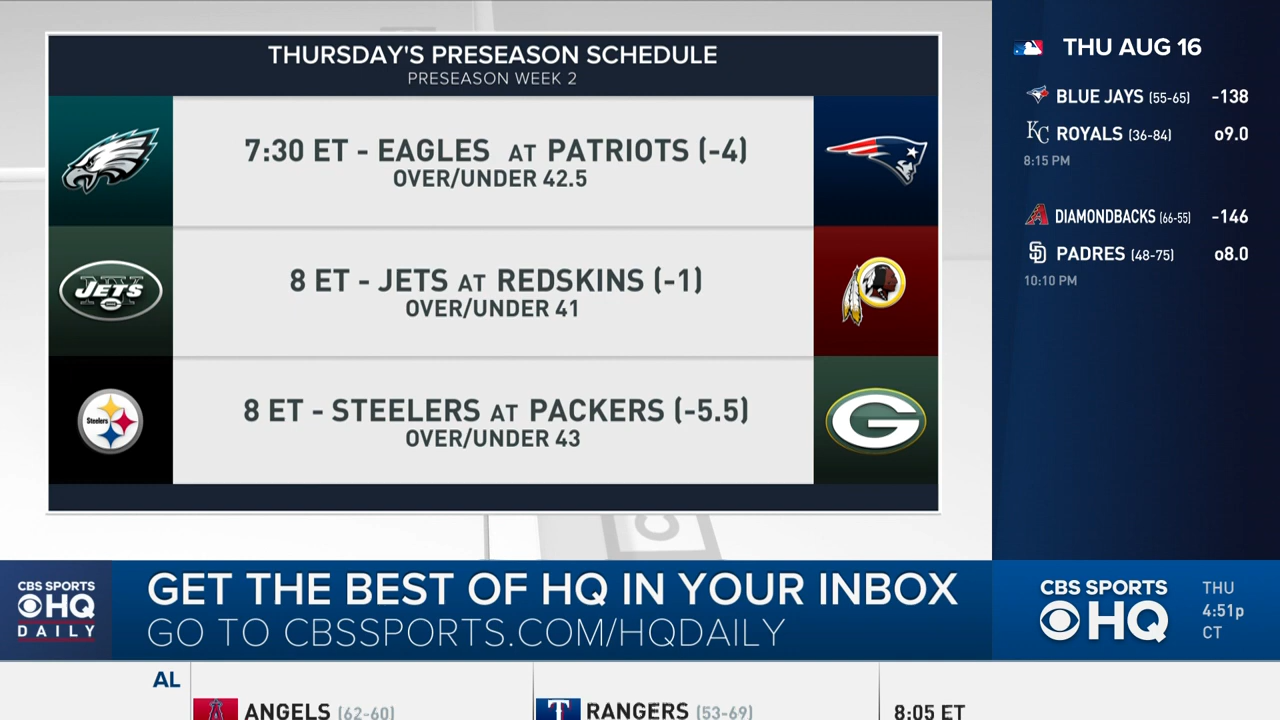 THURSDAY'S PRESEASON SCHEDULE
PRESEASON WEEK 2
7:30 ET - EAGLES AT PATRIOTS (-4)
OVER/UNDER 42.5
JETS
8 ET - JETS AT REDSKINS (-1)
OVER/UNDER 41
Steelers
8 ET - STEELERS AT PACKERS (-5.5)
OVER/UNDER 43
G
THU AUG 16
BLUE JAYS (55-65) -138
KC ROYALS (36-84) o9.0
8:15 PM
A DIAMONDBACKS (66-55) -146
SD PADRES (48-75) o8.0
10:10 PM
CBS SPORTS
HQ
DAILY
GET THE BEST OF HQ IN YOUR INBOX
GO TO CBSSPORTS.COM/HQDAILY
CBS SPORTS
HQ
THU
4:51p
CT
AL
A ANGELS (62-60)
T RANGERS (53-69)
8:05 ET